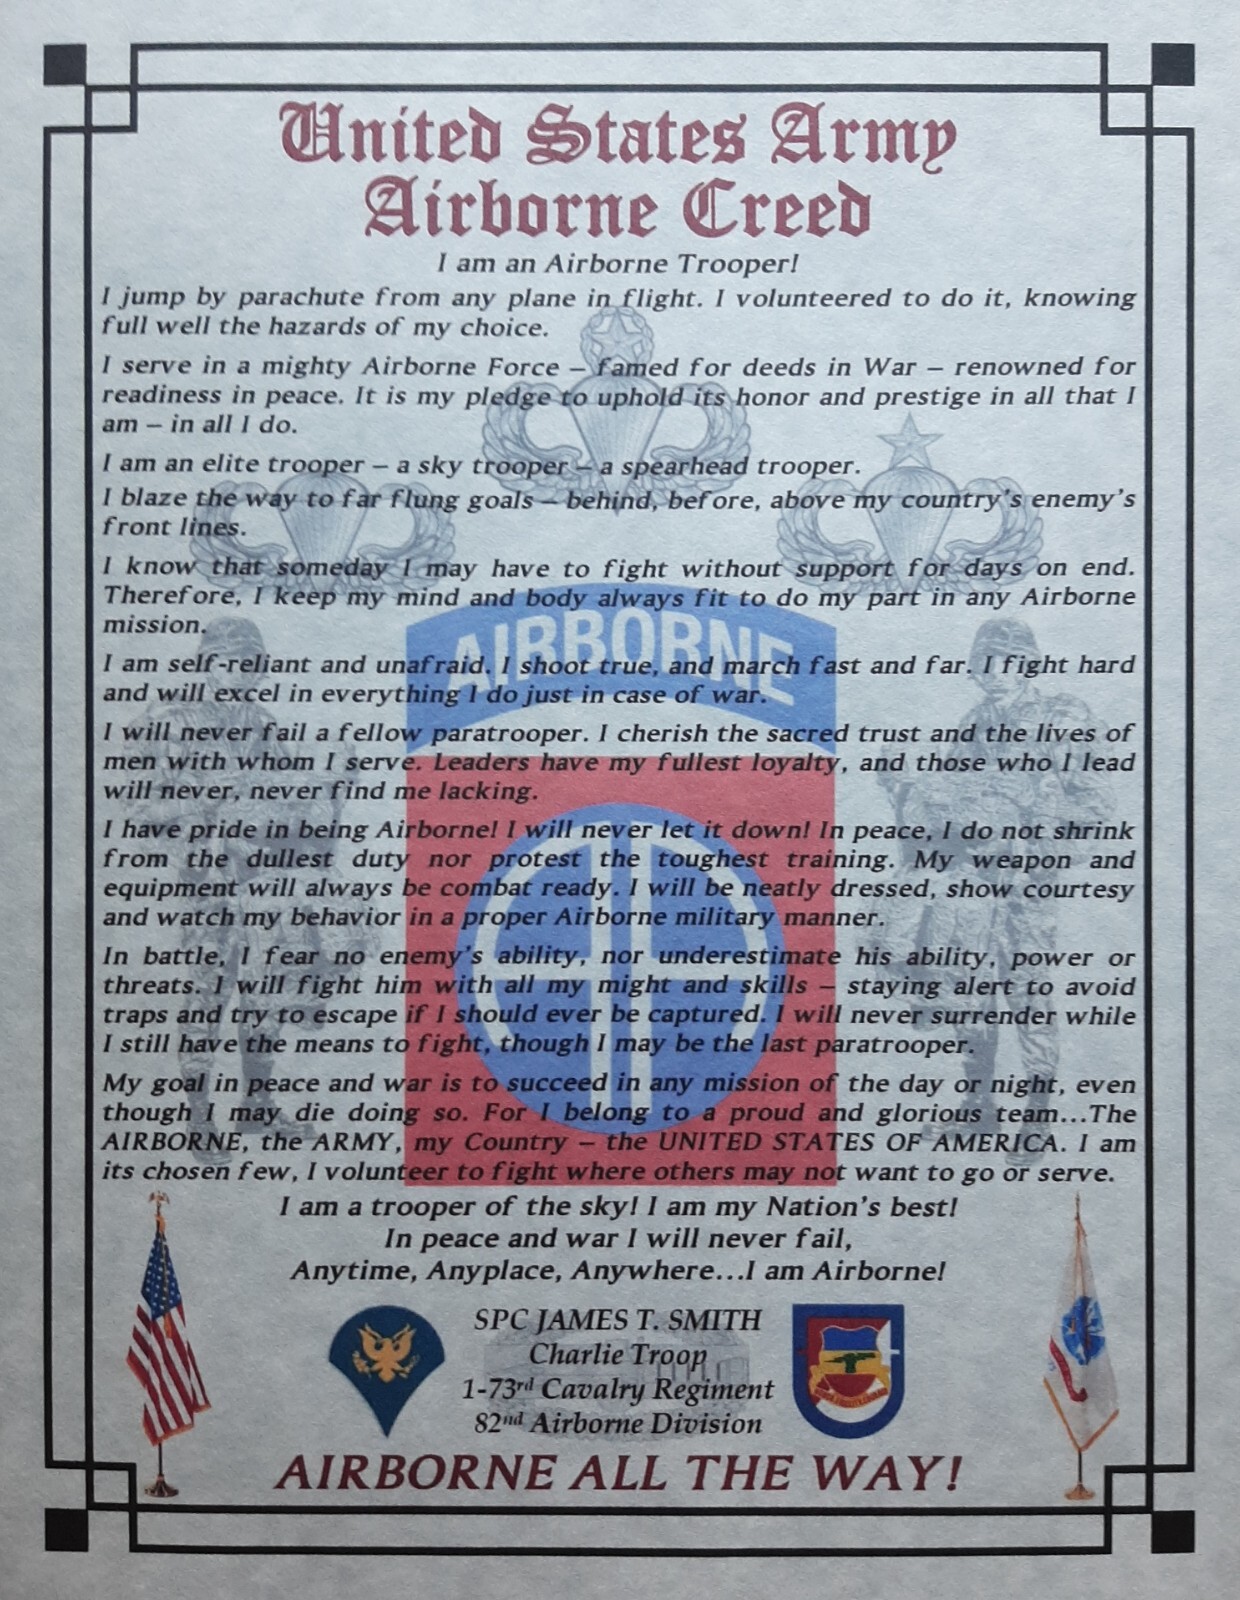 United States Army
Airborne Creed
I am an Airborne Trooper!
I jump by parachute from any plane in flight. I volunteered to do it, knowing
full well the hazards of my choice.
I serve in a mighty Airborne Force – famed for deeds in War – renowned for
readiness in peace. It is my pledge to uphold its honor and prestige in all that I
am – in all I do.
I am an elite trooper – a sky trooper – a spearhead trooper.
I blaze the way to far flung goals – behind, before, above my country's enemy's
front lines.
I know that someday I may have to fight without support for days on end.
Therefore, I keep my mind and body always fit to do my part in any Airborne
mission.
AIRBORNE
I am self-reliant and unafraid. I shoot true, and march fast and far. I fight hard
and will excel in everything I do just in case of war.
I will never fail a fellow paratrooper. I cherish the sacred trust and the lives of
men with whom I serve. Leaders have my fullest loyalty, and those who I lead
will never, never find me lacking.
I have pride in being Airborne! I will never let it down! In peace, I do not shrink
from the dullest duty nor protest the toughest training. My weapon and
equipment will always be combat ready. I will be neatly dressed, show courtesy
and watch my behavior in a proper Airborne military manner.
In battle, I fear no enemy's ability, nor underestimate his ability, power or
threats. I will fight him with all my might and skills – staying alert to avoid
traps and try to escape if I should ever be captured. I will never surrender while
I still have the means to fight, though I may be the last paratrooper.
My goal in peace and war is to succeed in any mission of the day or night, even
though I may die doing so. For I belong to a proud and glorious team...The
AIRBORNE, the ARMY, my Country – the UNITED STATES OF AMERICA. I am
its chosen few, I volunteer to fight where others may not want to go or serve.
I am a trooper of the sky! I am my Nation's best!
In peace and war I will never fail,
Anytime, Anyplace, Anywhere...I am Airborne!
SPC JAMES T. SMITH
Charlie Troop
1-73rd Cavalry Regiment
82nd Airborne Division
AIRBORNE ALL THE WAY!